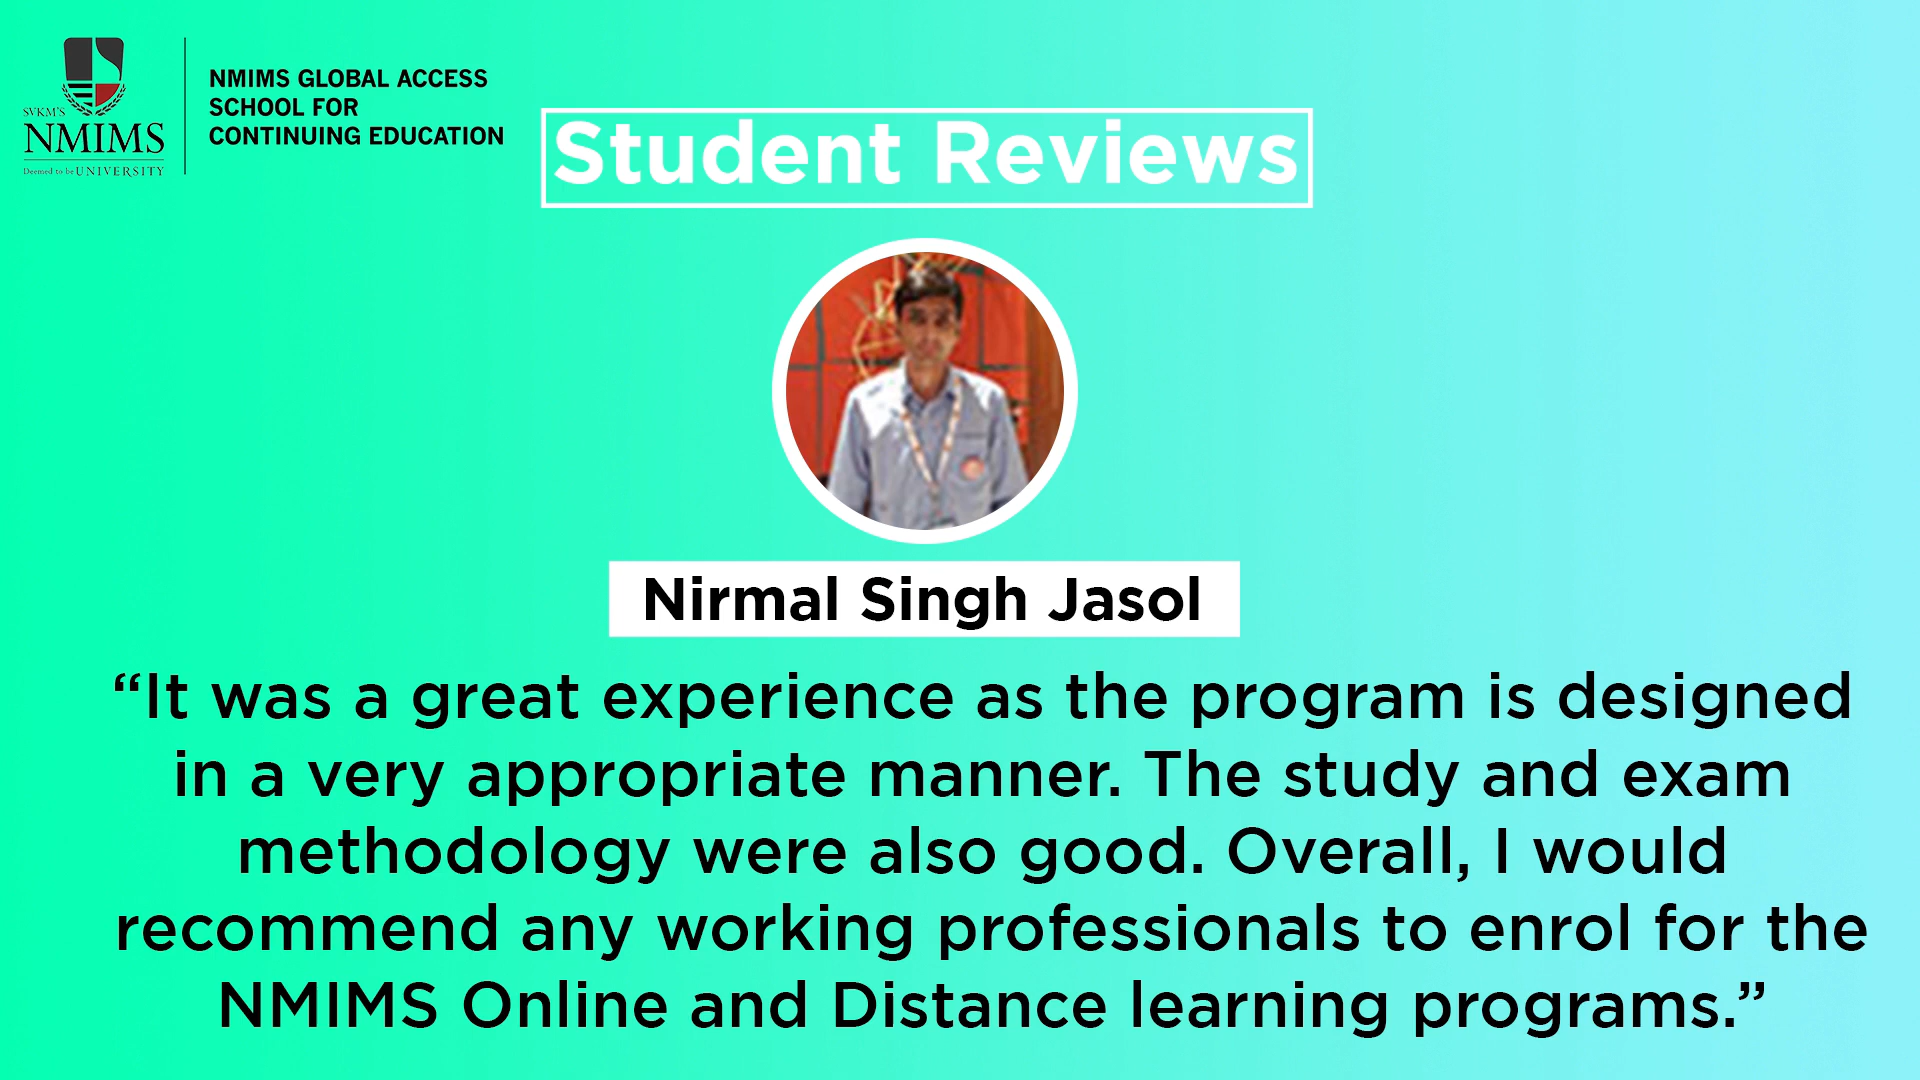 SVKM'S
NMIMS
Deemed to be UNIVERSITY
NMIMS GLOBAL ACCESS
SCHOOL FOR
CONTINUING EDUCATION
Student Reviews
Nirmal Singh Jasol
“It was a great experience as the program is designed
in a very appropriate manner. The study and exam
methodology were also good. Overall, I would
recommend any working professionals to enrol for the
NMIMS Online and Distance learning programs.”